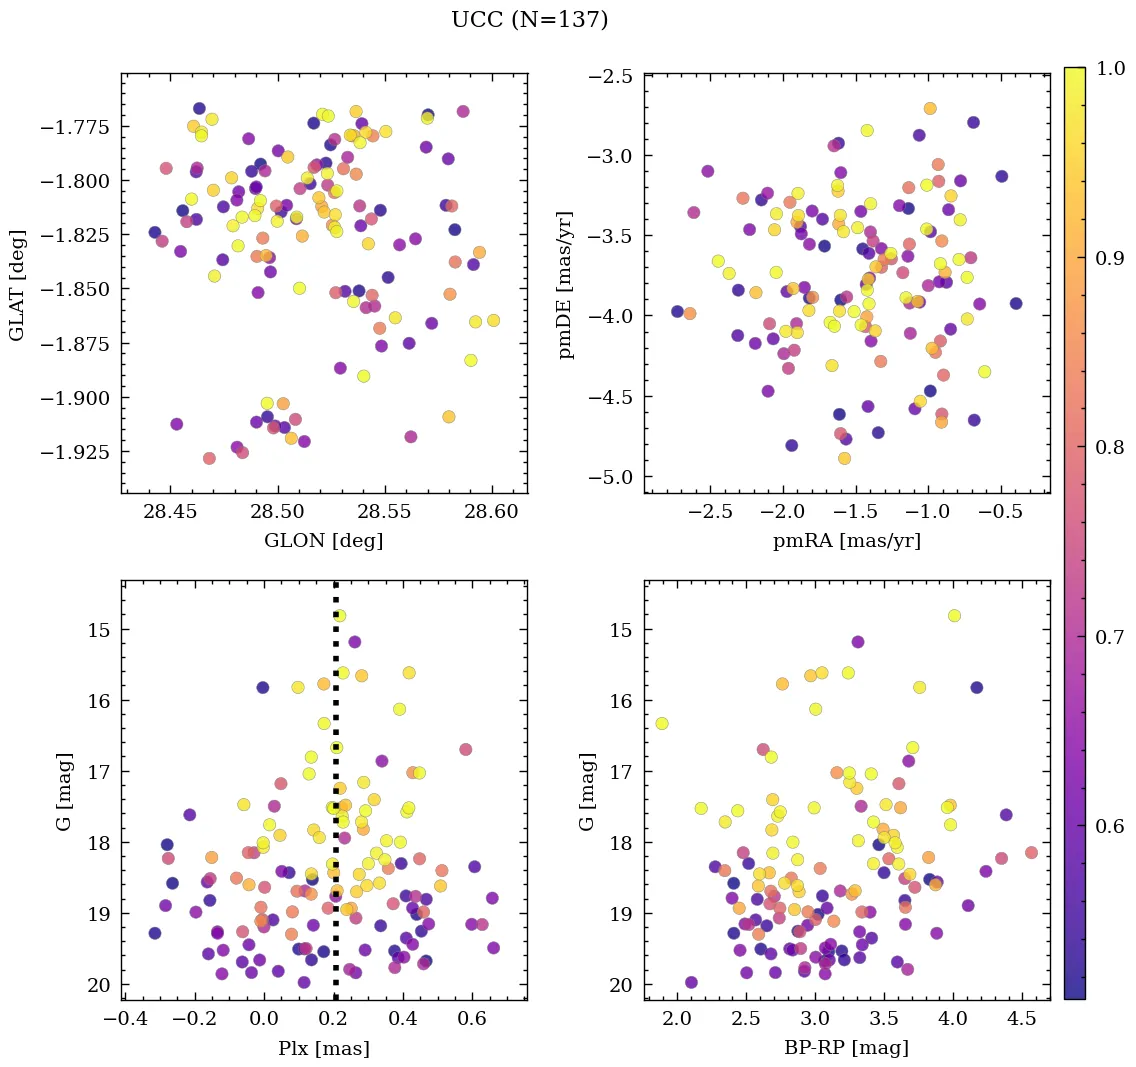 UCC (N=137)
−1.775
−1.800
−1.825
−1.850
−1.875
−1.900
−1.925
GLAT [deg]
28.45 28.50 28.55 28.60
GLON [deg]
−2.5
−3.0
−3.5
−4.0
−4.5
−5.0
pmDE [mas/yr]
−2.5 −2.0 −1.5 −1.0 −0.5
pmRA [mas/yr]
15
16
17
18
19
20
G [mag]
−0.4 −0.2 0.0 0.2 0.4 0.6
Plx [mas]
15
16
17
18
19
20
G [mag]
2.0 2.5 3.0 3.5 4.0 4.5
BP-RP [mag]
1.0
0.9
0.8
0.7
0.6